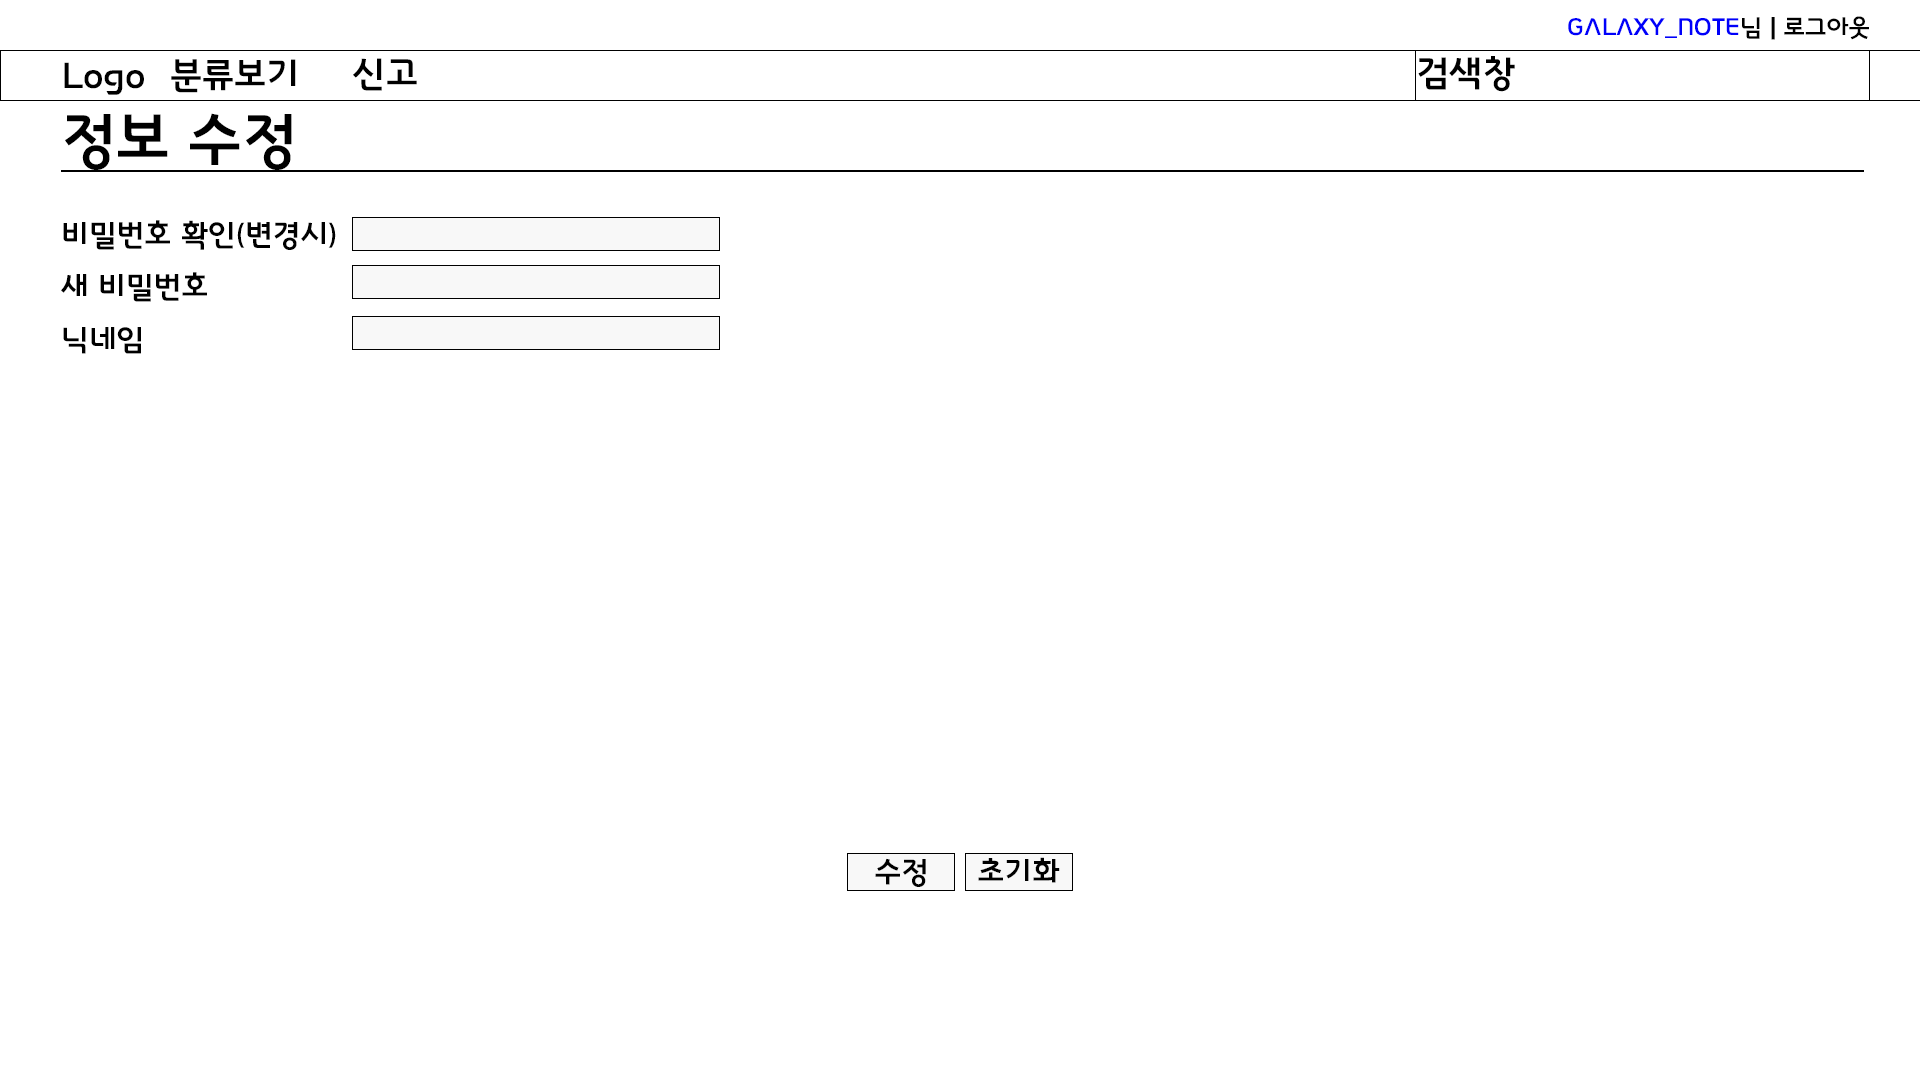 GALAXY_NOTE님 | 로그아웃
Logo 분류보기 신고 검색창
정보 수정
비밀번호 확인(변경시)
새 비밀번호
닉네임
수정 초기화